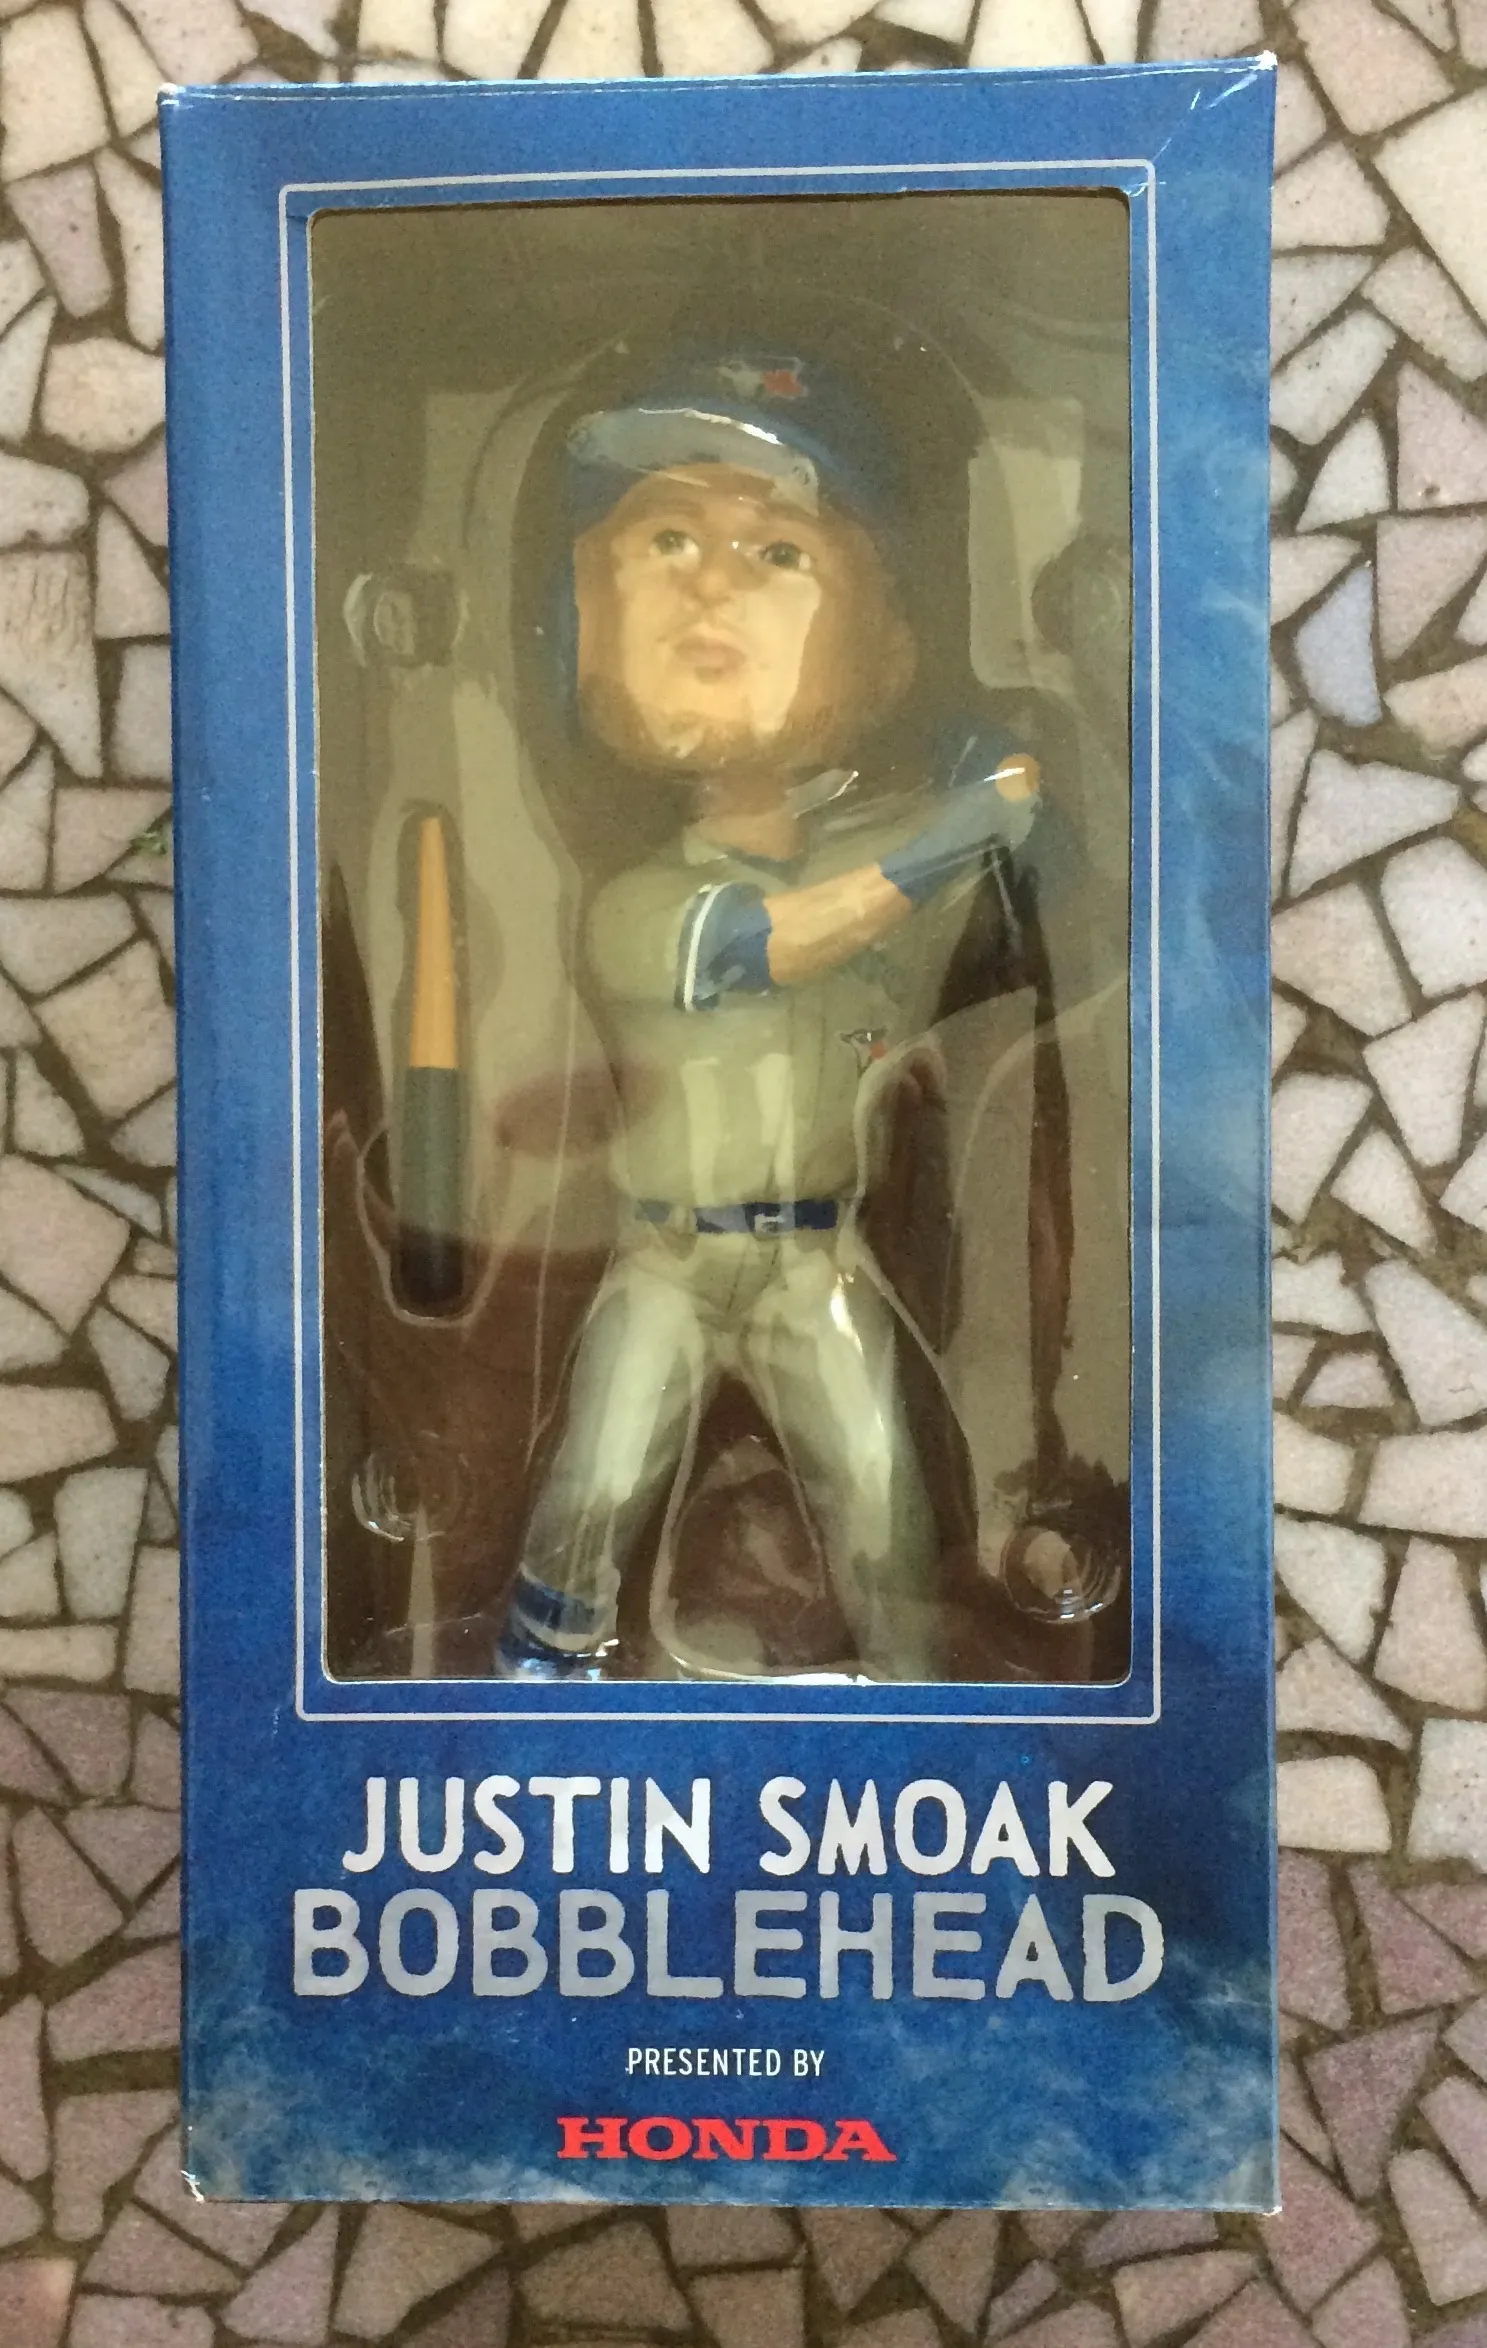 JUSTIN SMOAK
BOBBLEHEAD
PRESENTED BY
HONDA